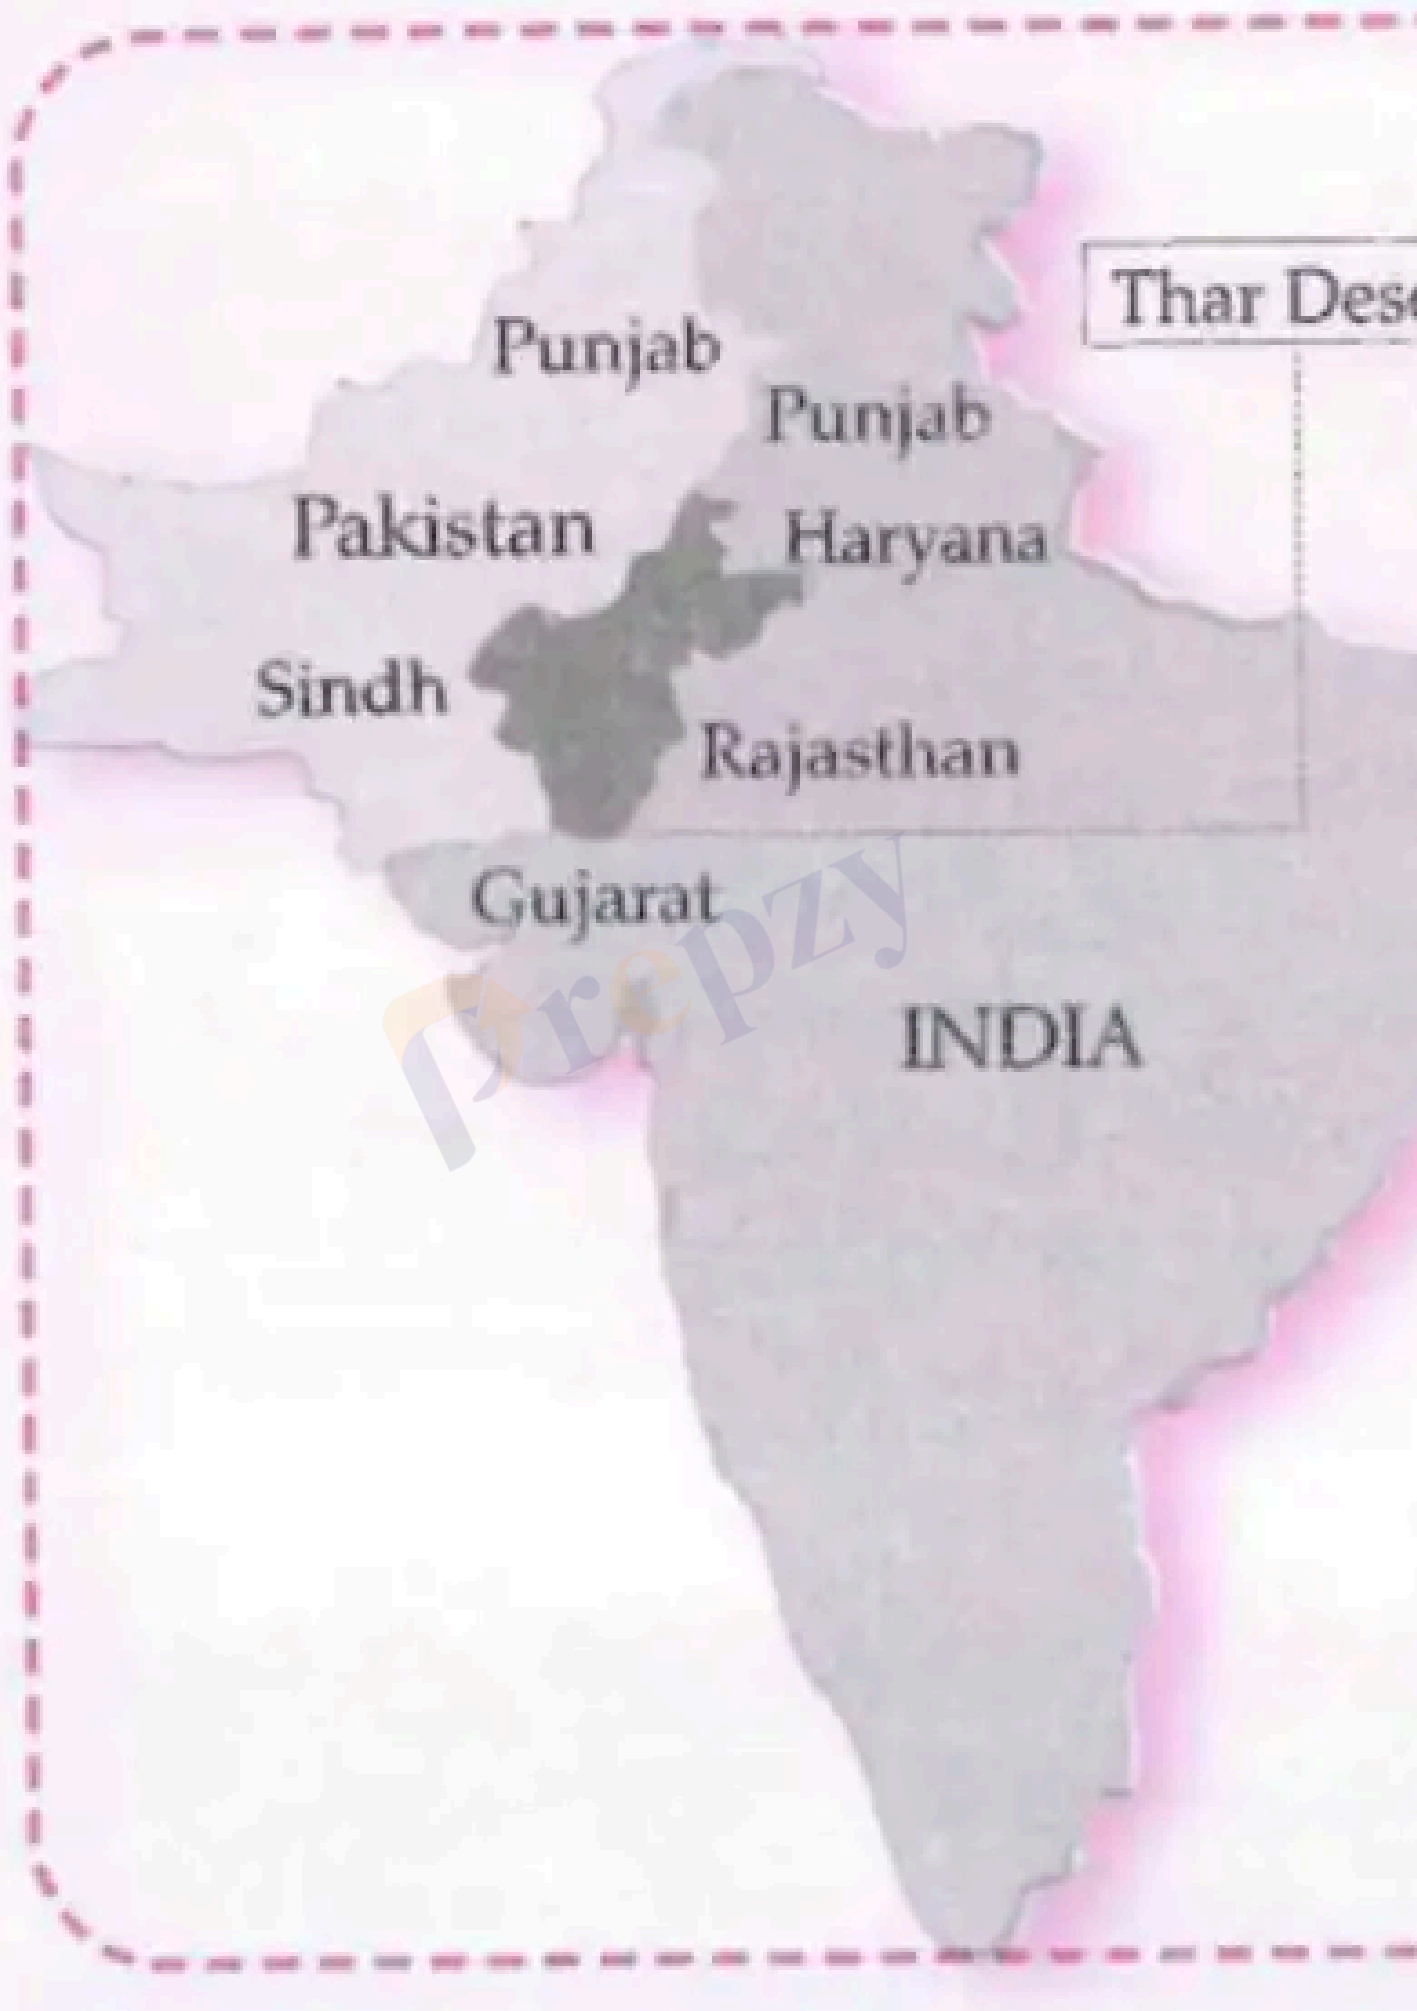 Thar Dese
Punjab
Punjab
Pakistan
Haryana
Sindh
Rajasthan
Gujarat
prepzy
INDIA